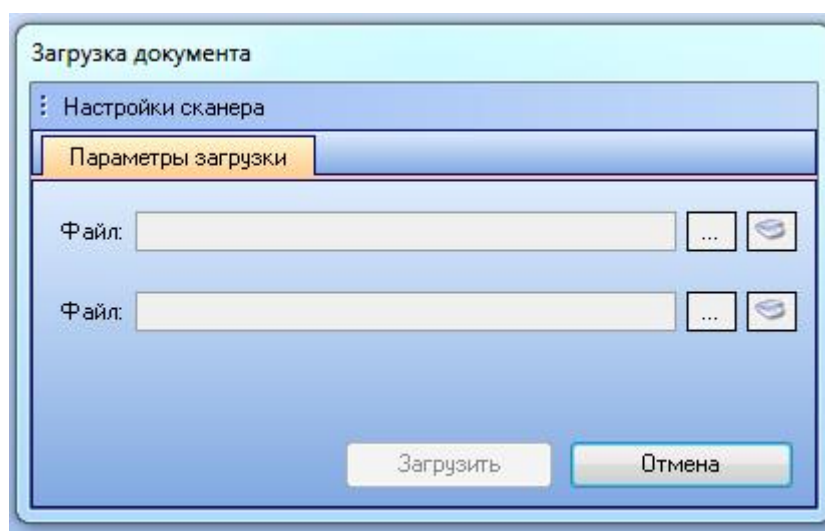 Загрузка документа
Настройки сканера
Параметры загрузки
Файл: ...
Файл: ...
Загрузить Отмена